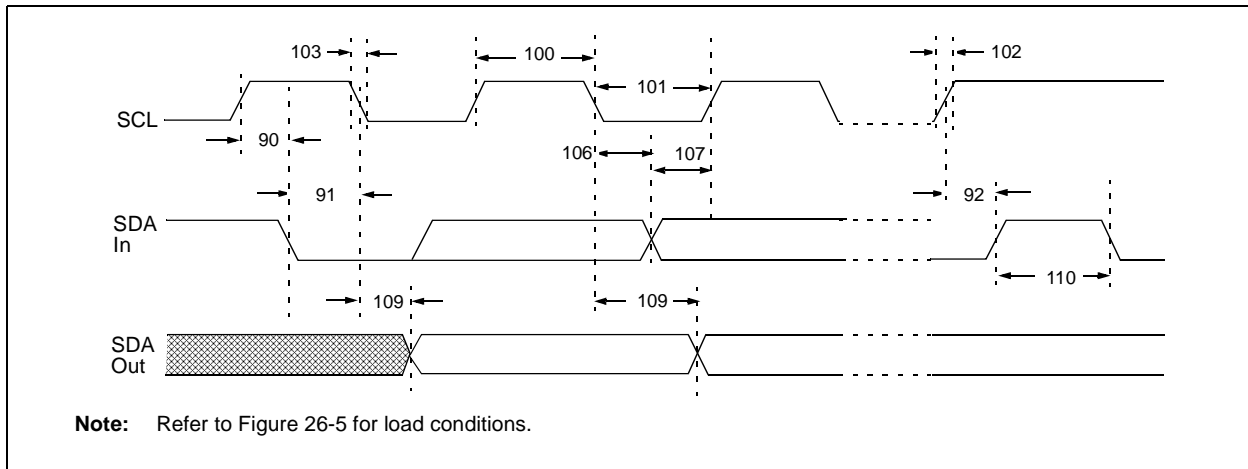 103
100
102
101
SCL
90
106
107
91
92
SDA
In
110
109
109
SDA
Out
Note: Refer to Figure 26-5 for load conditions.